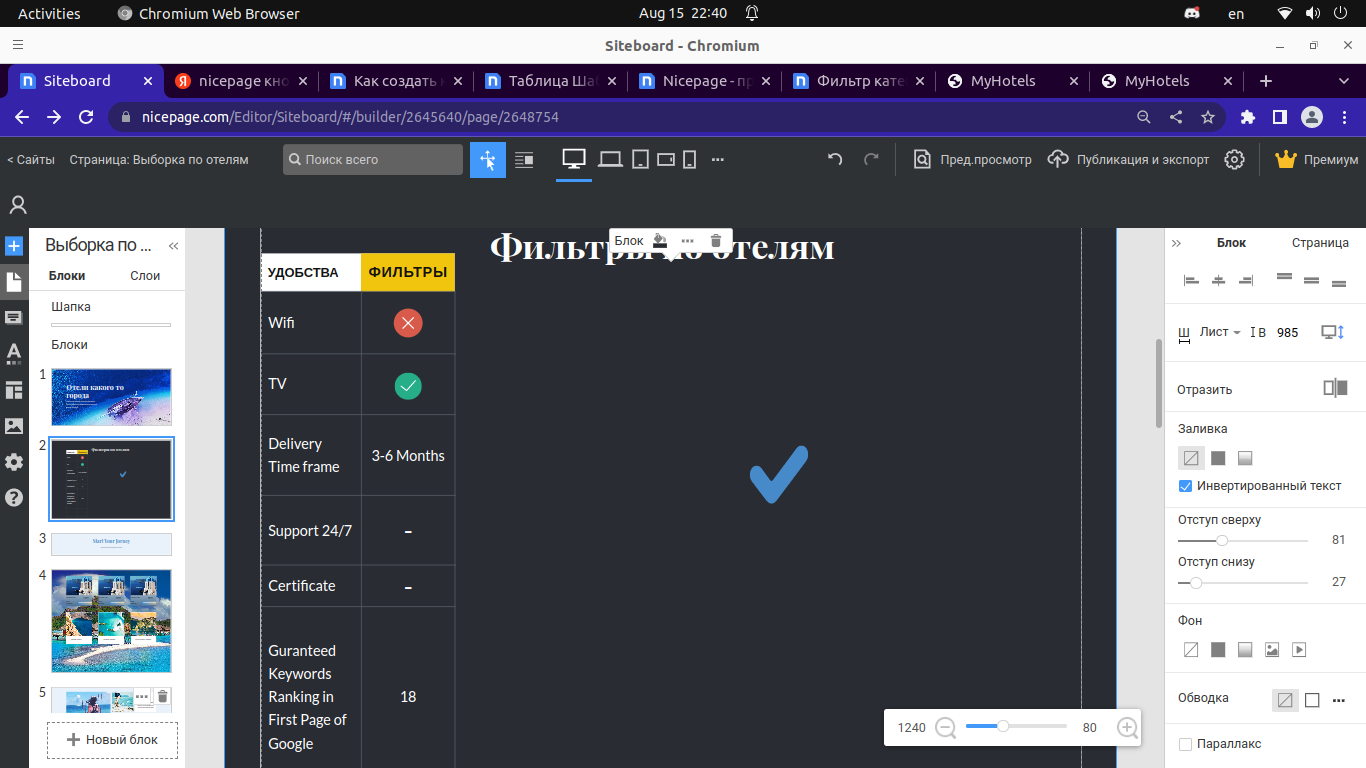 Activities
Chromium Web Browser
Aug 15 22:40
en
Siteboard - Chromium
Siteboard
nicepage кно
Как создать
Таблица Ша
Nicepage - п
Фильтр кате
MyHotels
MyHotels
nicepage.com/Editor/Siteboard/#/builder/2645640/page/2648754
< Сайты
Страница: Выборка по отелям
Поиск всего
Пред.просмотр
Публикация и экспорт
Премиум
Выборка по ...
Блоки
Слои
Шапка
Блоки
1
Отели какого то
города
2
3
Start Your Jorney
4
5
Новый блок
Блок
Фильтры по отелям
УДОБСТВА
ФИЛЬТРЫ
Wifi
TV
Delivery
Time frame
3-6 Months
Support 24/7
–
Certificate
–
Guranteed
Keywords
Ranking in
First Page of
Google
18
1240
80
Блок
Страница
Ш
Лист
В
985
Отразить
Заливка
Инвертированный текст
Отступ сверху
81
Отступ снизу
27
Фон
Обводка
Параллакс